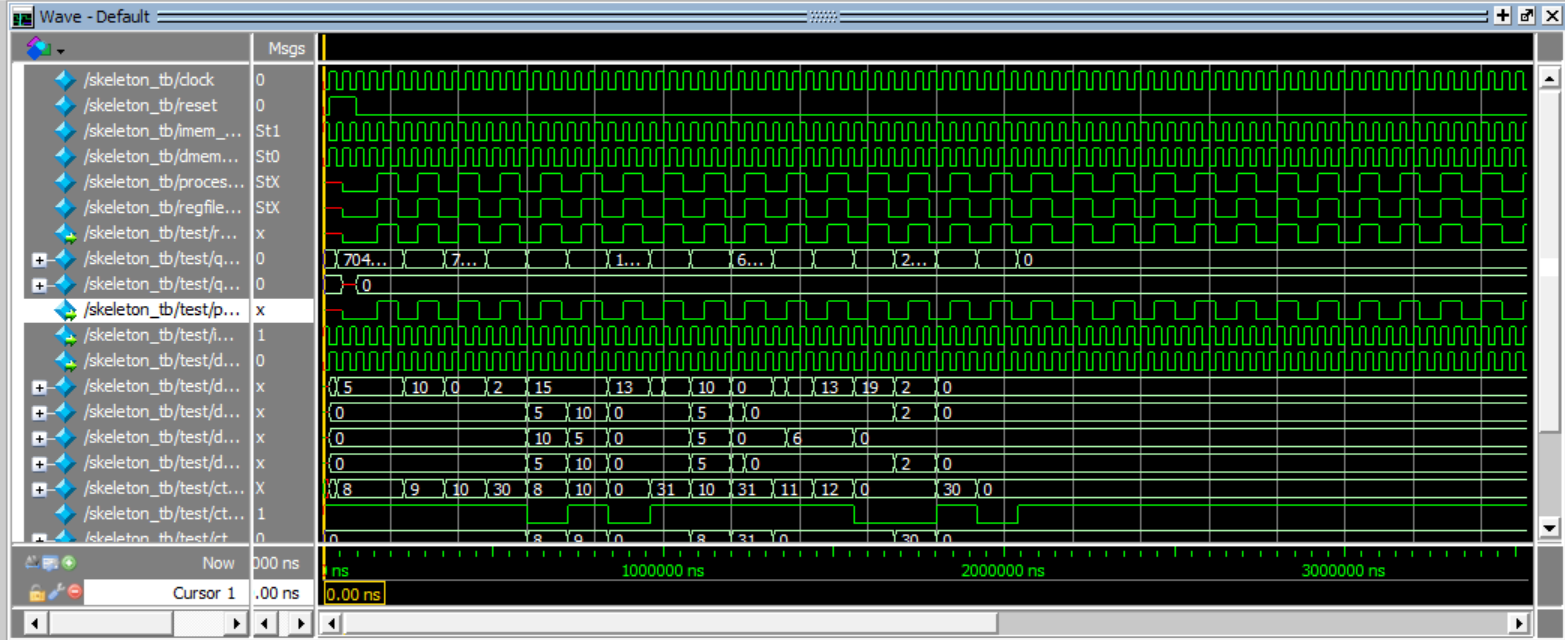 Wave - Default
Msgs
/skeleton_tb/clock 0
/skeleton_tb/reset 0
/skeleton_tb/imem_... St1
/skeleton_tb/dmem... St0
/skeleton_tb/proces... StX
/skeleton_tb/regfile... StX
/skeleton_tb/test/r... x
/skeleton_tb/test/q... 0 704... 7... 1... 6... 2... 0
/skeleton_tb/test/q... 0 0
/skeleton_tb/test/p... x
/skeleton_tb/test/i... 1
/skeleton_tb/test/d... 0
/skeleton_tb/test/d... x 5 10 0 2 15 13 10 0 13 19 2 0
/skeleton_tb/test/d... x 0 5 10 0 5 0 2 0
/skeleton_tb/test/d... x 0 10 5 0 5 0 6 0
/skeleton_tb/test/d... x 0 5 10 0 5 0 2 0
/skeleton_tb/test/ct... X 8 9 10 30 8 10 0 31 10 31 11 12 0 30 0
/skeleton_tb/test/ct... 1
/skeleton_tb/test/ct... 0 0 8 9 0 8 31 0 30 0
Now 000 ns ns 1000000 ns 2000000 ns 3000000 ns
Cursor 1 .00 ns 0.00 ns